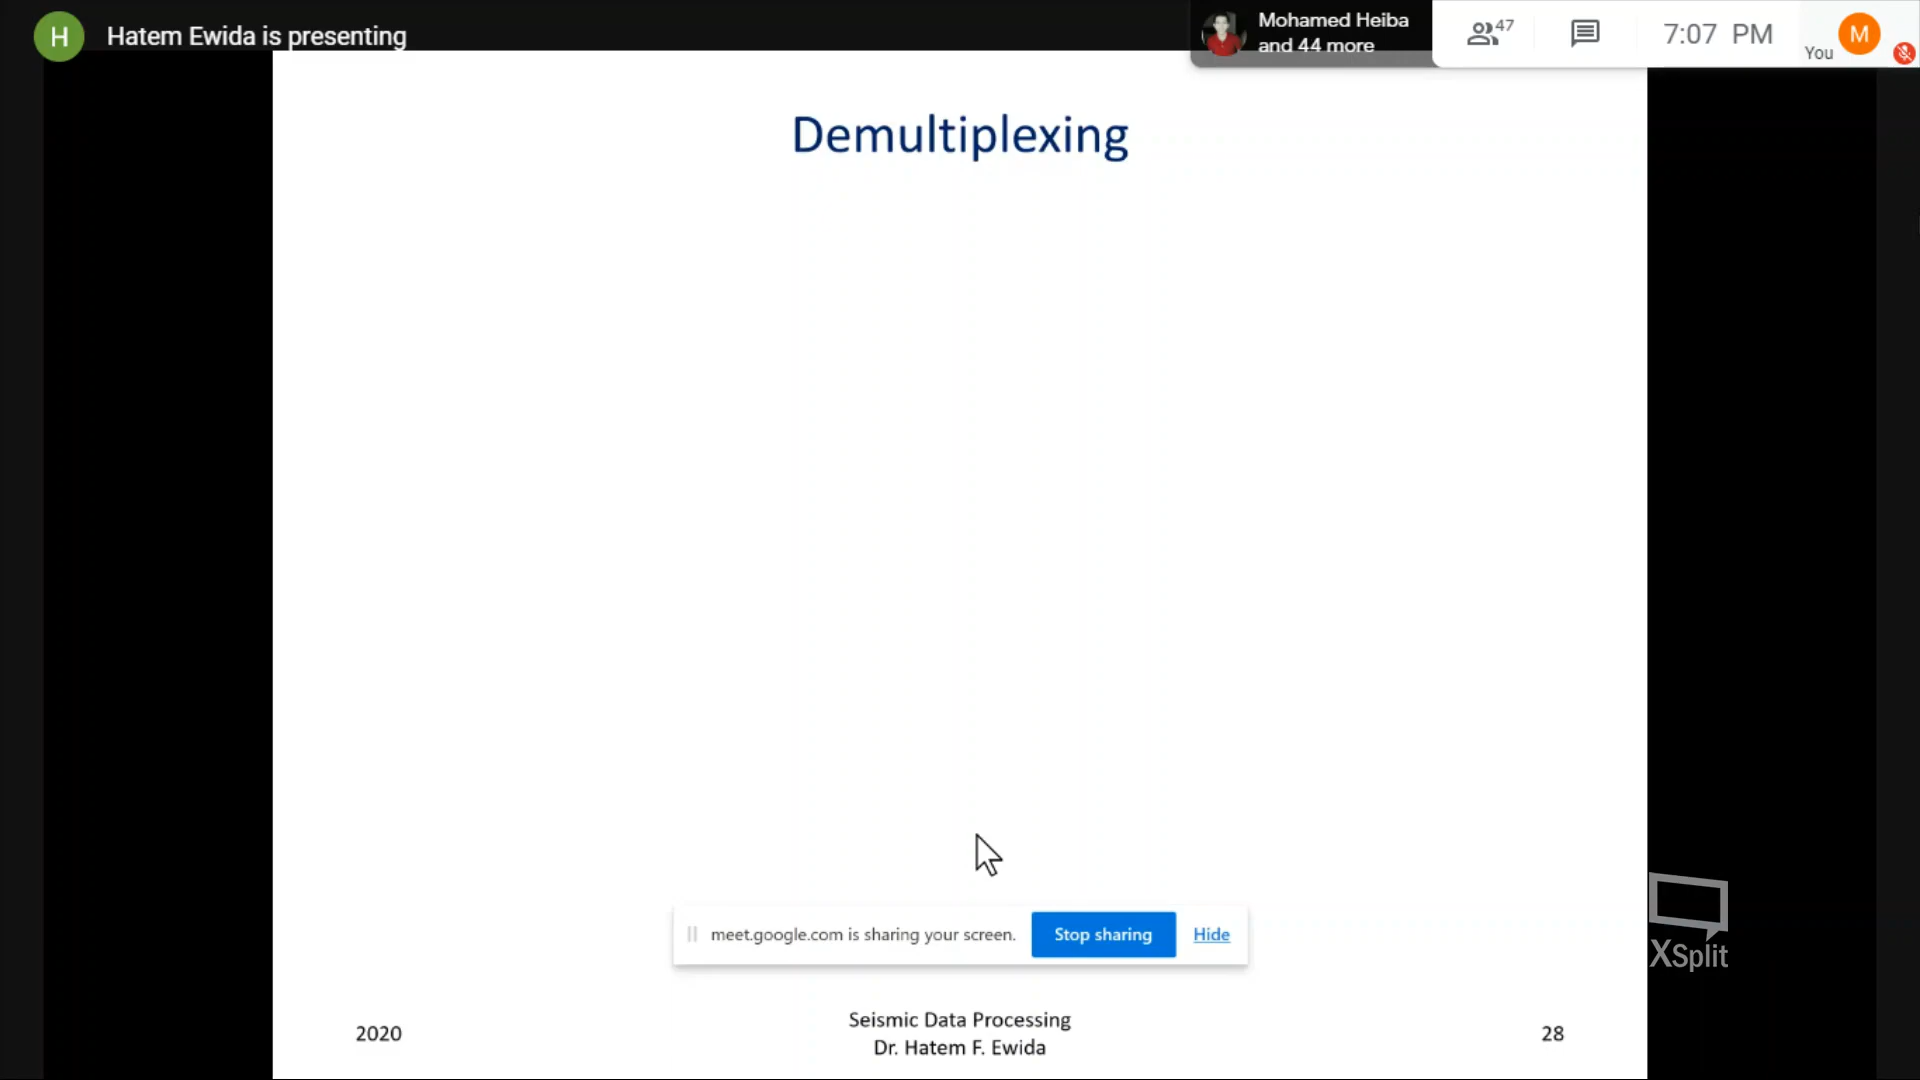 H
Hatem Ewida is presenting
Mohamed Heiba
and 44 more
47
7:07 PM
You
M
Demultiplexing
meet.google.com is sharing your screen.
Stop sharing
Hide
XSplit
2020
Seismic Data Processing
Dr. Hatem F. Ewida
28